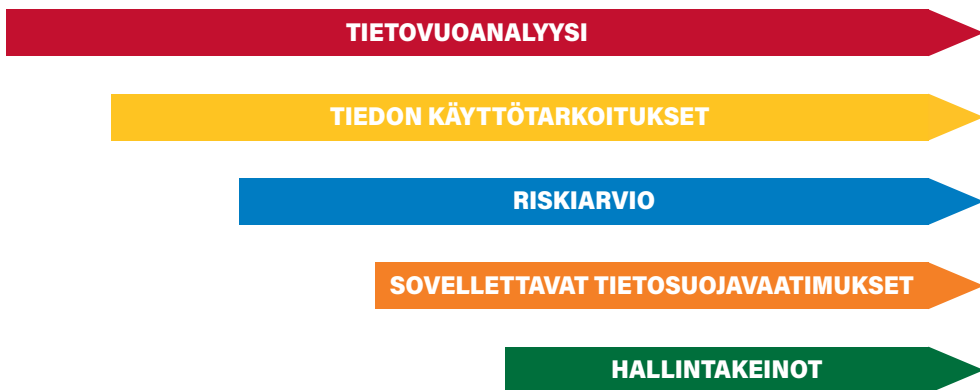 TIETOVUOANALYYSI
TIEDON KÄYTTÖTARKOITUKSET
RISKIARVIO
SOVELLETTAVAT TIETOSUOJAVAATIMUKSET
HALLINTAKEINOT